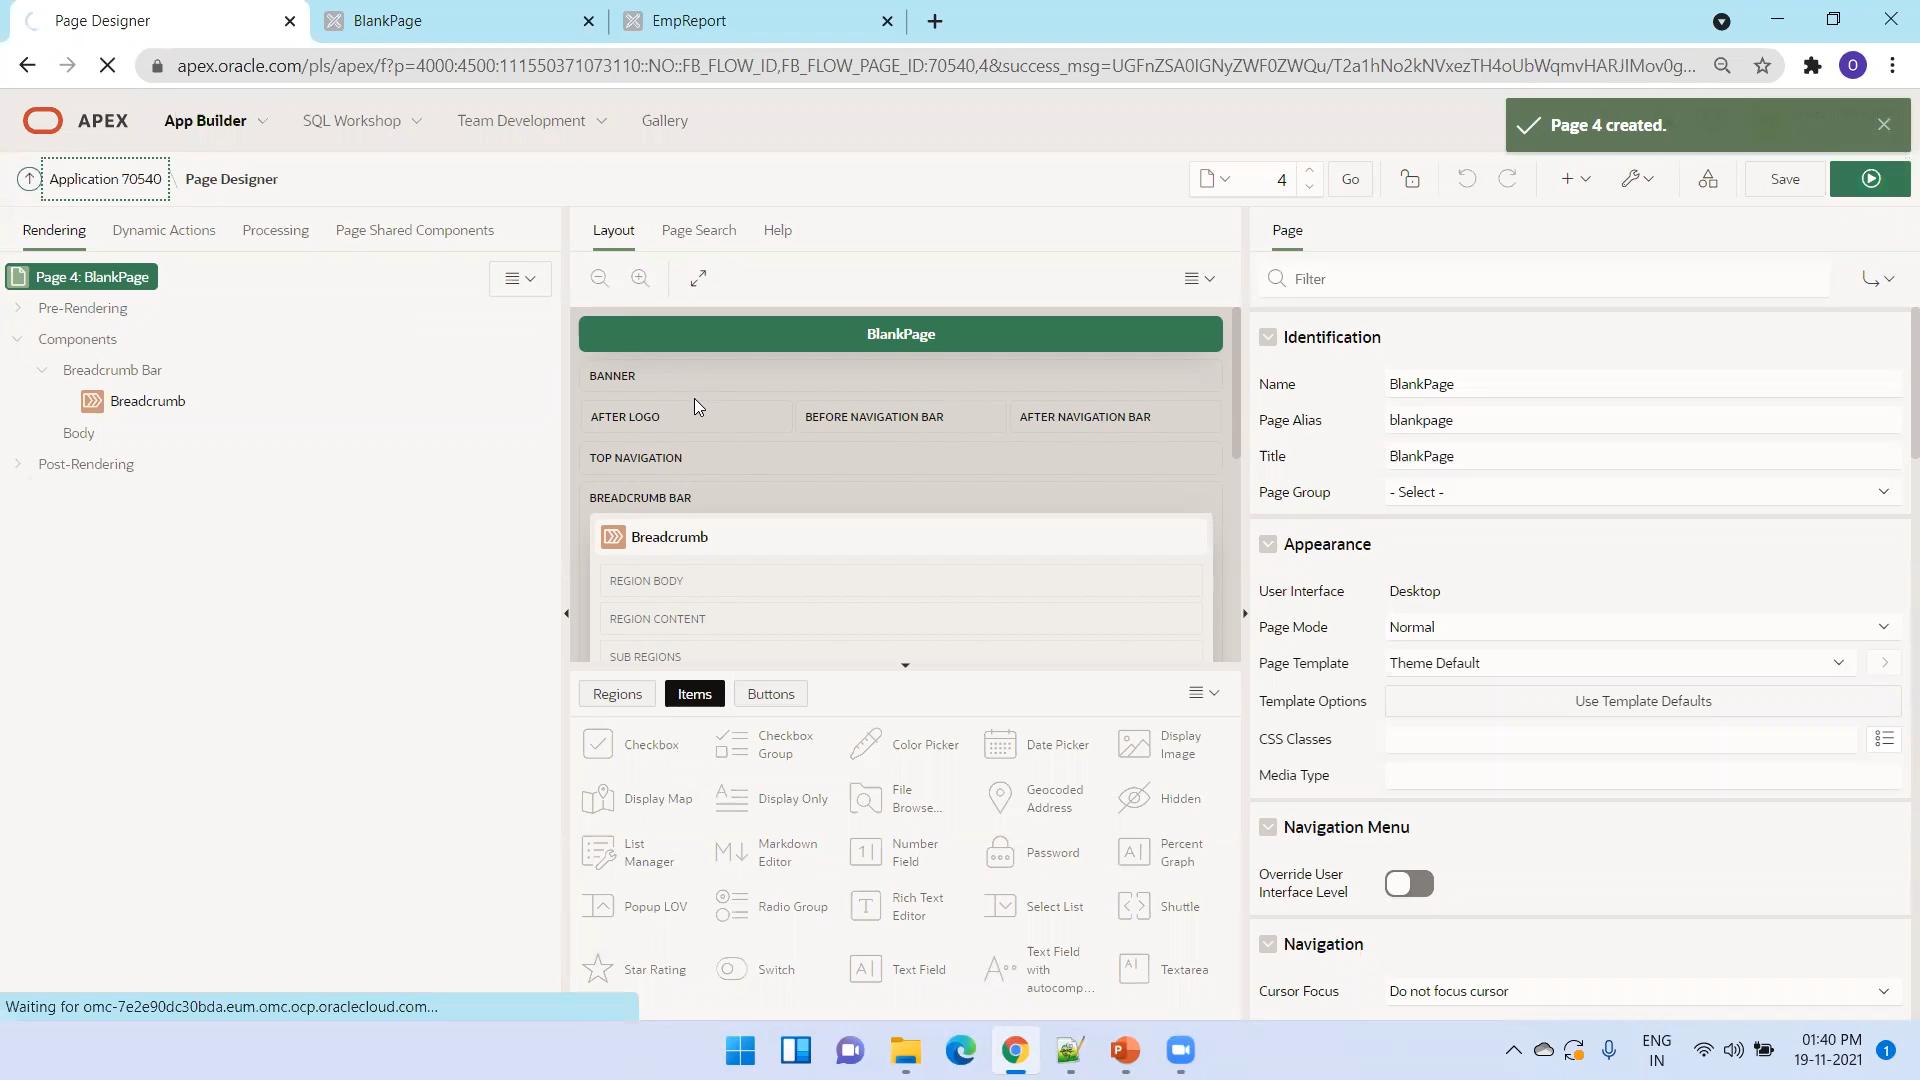 Page Designer
BlankPage
EmpReport
apex.oracle.com/pls/apex/f?p=4000:4500:111550371073110::NO::FB_FLOW_ID,FB_FLOW_PAGE_ID:70540,4&success_msg=UGFnZSA0IGNyZWF0ZWQu/T2a1hNo2kNVxezTH4oUbWqmvHARJIMov0g...
O
APEX
App Builder
SQL Workshop
Team Development
Gallery
Page 4 created.
Application 70540
Page Designer
4
Go
Save
Rendering
Dynamic Actions
Processing
Page Shared Components
Layout
Page Search
Help
Page
Page 4: BlankPage
Pre-Rendering
Components
Breadcrumb Bar
Breadcrumb
Body
Post-Rendering
BlankPage
BANNER
AFTER LOGO
BEFORE NAVIGATION BAR
AFTER NAVIGATION BAR
TOP NAVIGATION
BREADCRUMB BAR
Breadcrumb
REGION BODY
REGION CONTENT
SUB REGIONS
Regions
Items
Buttons
Checkbox
Checkbox
Group
Color Picker
Date Picker
Display
Image
Display Map
Display Only
File
Browse...
Geocoded
Address
Hidden
List
Manager
Markdown
Editor
Number
Field
Password
Percent
Graph
Popup LOV
Radio Group
Rich Text
Editor
Select List
Shuttle
Star Rating
Switch
Text Field
Text Field
with
autocomp...
Textarea
Filter
Identification
Name
BlankPage
Page Alias
blankpage
Title
BlankPage
Page Group
- Select -
Appearance
User Interface
Desktop
Page Mode
Normal
Page Template
Theme Default
Template Options
Use Template Defaults
CSS Classes
Media Type
Navigation Menu
Override User
Interface Level
Navigation
Cursor Focus
Do not focus cursor
Waiting for omc-7e2e90dc30bda.eum.omc.ocp.oraclecloud.com...
ENG
IN
01:40 PM
19-11-2021
1